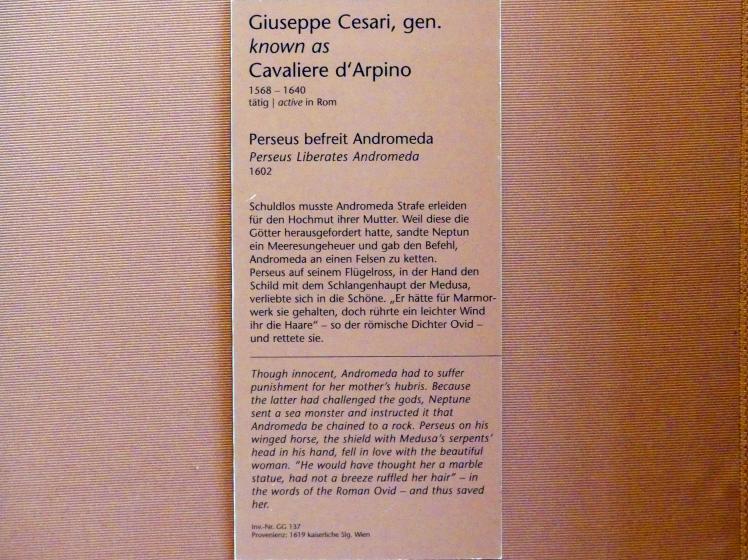 Giuseppe Cesari, gen.
known as
Cavaliere d'Arpino
1568 – 1640
tätig | active in Rom
Perseus befreit Andromeda
Perseus Liberates Andromeda
1602
Schuldlos musste Andromeda Strafe erleiden
für den Hochmut ihrer Mutter. Weil diese die
Götter herausgefordert hatte, sandte Neptun
ein Meeresungeheuer und gab den Befehl,
Andromeda an einen Felsen zu ketten.
Perseus auf seinem Flügelross, in der Hand den
Schild mit dem Schlangenhaupt der Medusa,
verliebte sich in die Schöne. „Er hätte für Marmor-
werk sie gehalten, doch rührte ein leichter Wind
ihr die Haare“ – so der römische Dichter Ovid –
und rettete sie.
Though innocent, Andromeda had to suffer
punishment for her mother's hubris. Because
the latter had challenged the gods, Neptune
sent a sea monster and instructed it that
Andromeda be chained to a rock. Perseus on his
winged horse, the shield with Medusa's serpents'
head in his hand, fell in love with the beautiful
woman. "He would have thought her a marble
statue, had not a breeze ruffled her hair" – in
the words of the Roman Ovid – and thus saved
her.
Inv.-Nr. GG 137
Provenienz: 1619 kaiserliche Slg. Wien